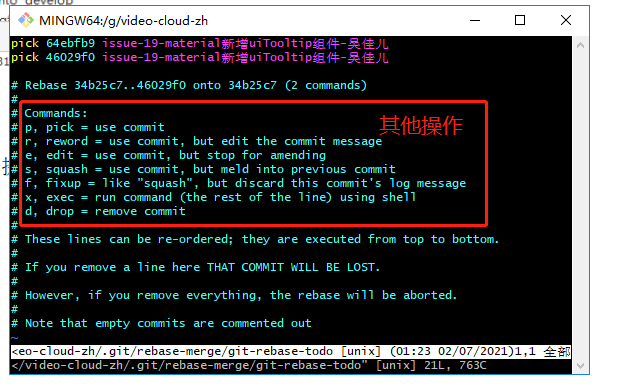 MINGW64:/g/video-cloud-zh
pick 64ebfb9 issue-19-material新增uiTooltip组件-吴佳儿
pick 46029f0 issue-19-material新增uiTooltip组件-吴佳儿
# Rebase 34b25c7..46029f0 onto 34b25c7 (2 commands)
#
# Commands:
其他操作
# p, pick = use commit
# r, reword = use commit, but edit the commit message
# e, edit = use commit, but stop for amending
# s, squash = use commit, but meld into previous commit
# f, fixup = like "squash", but discard this commit's log message
# x, exec = run command (the rest of the line) using shell
# d, drop = remove commit
#
# These lines can be re-ordered; they are executed from top to bottom.
#
# If you remove a line here THAT COMMIT WILL BE LOST.
#
# However, if you remove everything, the rebase will be aborted.
#
# Note that empty commits are commented out
~
<eo-cloud-zh/.git/rebase-merge/git-rebase-todo [unix] (01:23 02/07/2021)1,1 全部
</video-cloud-zh/.git/rebase-merge/git-rebase-todo" [unix] 21L, 763C